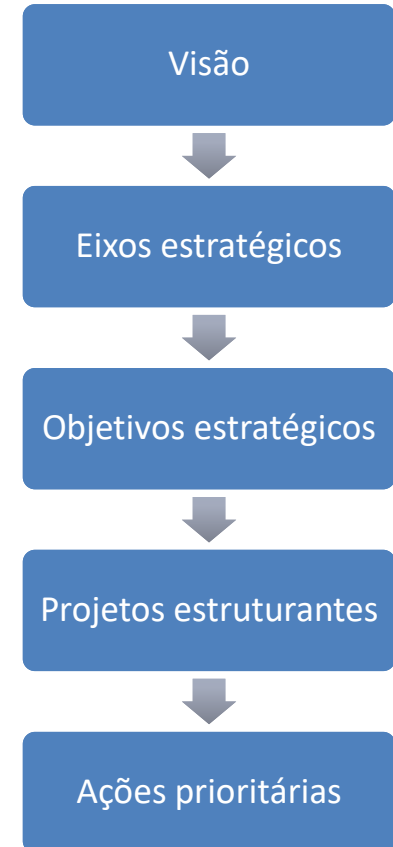 Visão
Eixos estratégicos
Objetivos estratégicos
Projetos estruturantes
Ações prioritárias